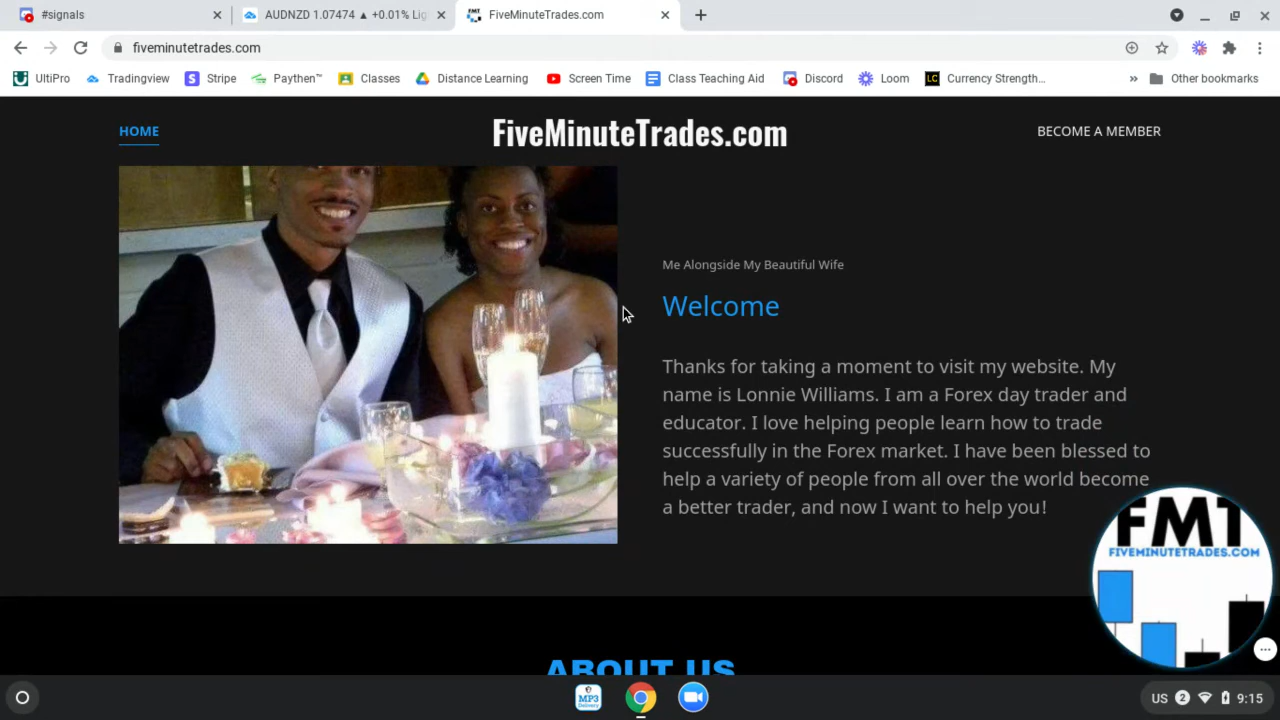 #signals
AUDNZD 1.07474 ▲ +0.01% Lig
FiveMinuteTrades.com
fiveminutetrades.com
UltiPro
Tradingview
Stripe
Paythen™
Classes
Distance Learning
Screen Time
Class Teaching Aid
Discord
Loom
LC
Currency Strength...
»
Other bookmarks
HOME
FiveMinuteTrades.com
BECOME A MEMBER
Me Alongside My Beautiful Wife
Welcome
Thanks for taking a moment to visit my website. My
name is Lonnie Williams. I am a Forex day trader and
educator. I love helping people learn how to trade
successfully in the Forex market. I have been blessed to
help a variety of people from all over the world become
a better trader, and now I want to help you!
FMT
FIVEMINUTETRADES.COM
ABOUT US
MP3
Delivery
US 2 9:15